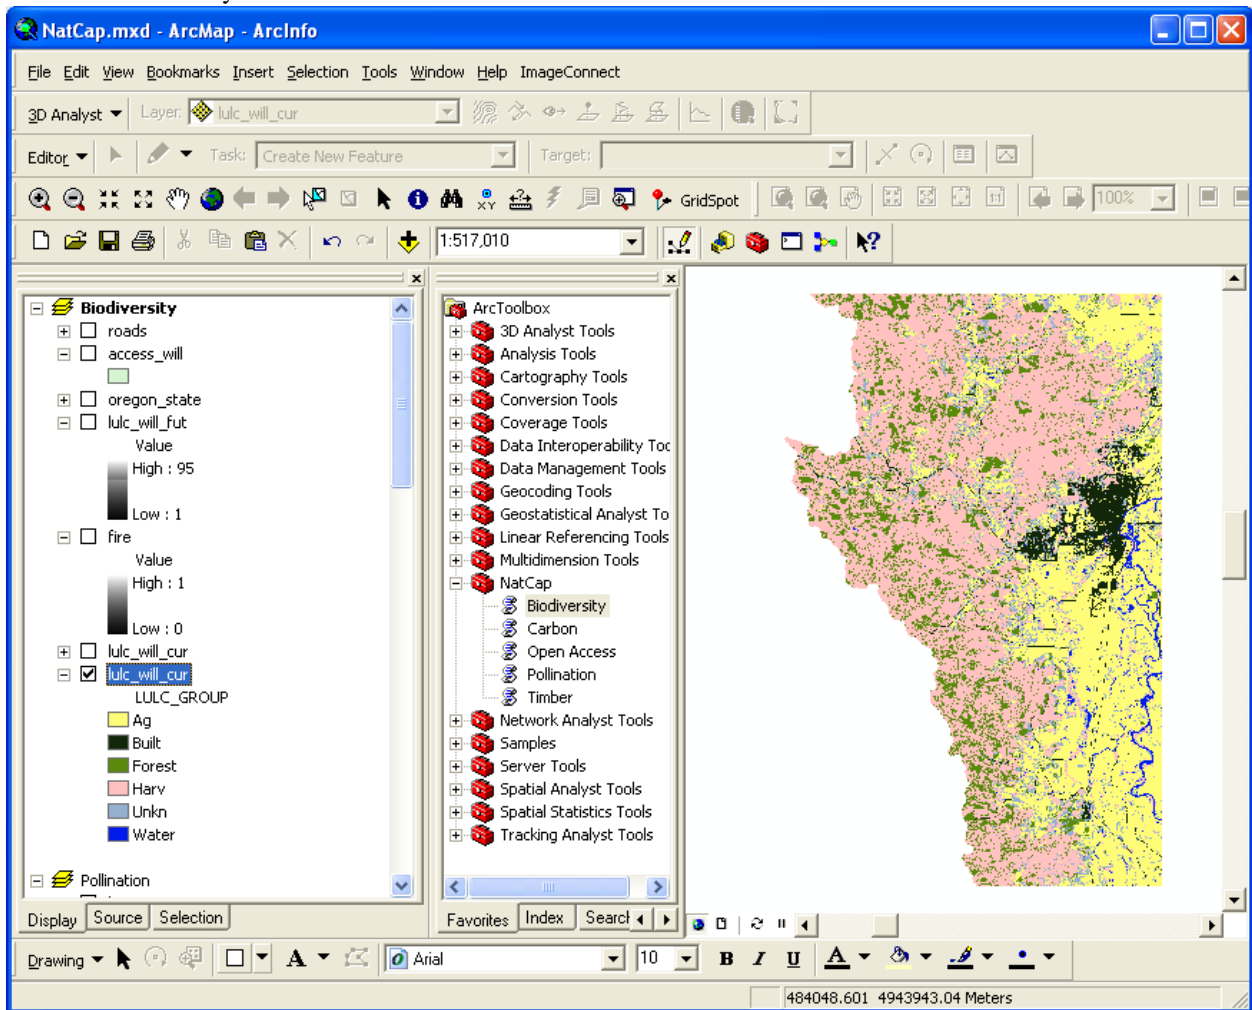 NatCap.mxd - ArcMap - ArcInfo
File Edit View Bookmarks Insert Selection Tools Window Help ImageConnect
3D Analyst Layer: lulc_will_cur
Editor Task: Create New Feature Target:
GridSpot 100%
1:517,010
Biodiversity
roads
access_will
oregon_state
lulc_will_fut
Value
High : 95
Low : 1
fire
Value
High : 1
Low : 0
lulc_will_cur
lulc_will_cur
LULC_GROUP
Ag
Built
Forest
Harv
Unkn
Water
Pollination
Display Source Selection
ArcToolbox
3D Analyst Tools
Analysis Tools
Cartography Tools
Conversion Tools
Coverage Tools
Data Interoperability Too
Data Management Tools
Geocoding Tools
Geostatistical Analyst To
Linear Referencing Tools
Multidimension Tools
NatCap
Biodiversity
Carbon
Open Access
Pollination
Timber
Network Analyst Tools
Samples
Server Tools
Spatial Analyst Tools
Spatial Statistics Tools
Tracking Analyst Tools
Favorites Index Search
Drawing A Arial 10 B I U A
484048.601 4943943.04 Meters